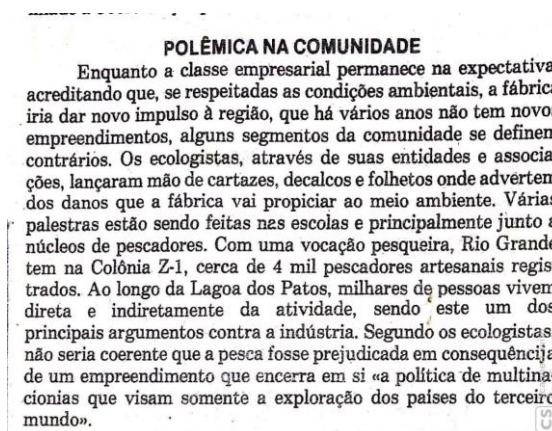 POLÊMICA NA COMUNIDADE
Enquanto a classe empresarial permanece na expectativa
acreditando que, se respeitadas as condições ambientais, a fábric
iria dar novo impulso à região, que há vários anos não tem novo
empreendimentos, alguns segmentos da comunidade se definem
contrários. Os ecologistas, através de suas entidades e associa
ções, lançaram mão de cartazes, decalcos e folhetos onde advertem
dos danos que a fábrica vai propiciar ao meio ambiente. Várias
palestras estão sendo feitas nas escolas e principalmente junto a
núcleos de pescadores. Com uma vocação pesqueira, Rio Grande
tem na Colônia Z-1, cerca de 4 mil pescadores artesanais regis
trados. Ao longo da Lagoa dos Patos, milhares de pessoas vivem
direta e indiretamente da atividade, sendo este um dos
principais argumentos contra a indústria. Segundo os ecologistas
não seria coerente que a pesca fosse prejudicada em consequência
de um empreendimento que encerra em si «a política de multina
cionias que visam somente a exploração dos países do terceiro
mundo».
CS